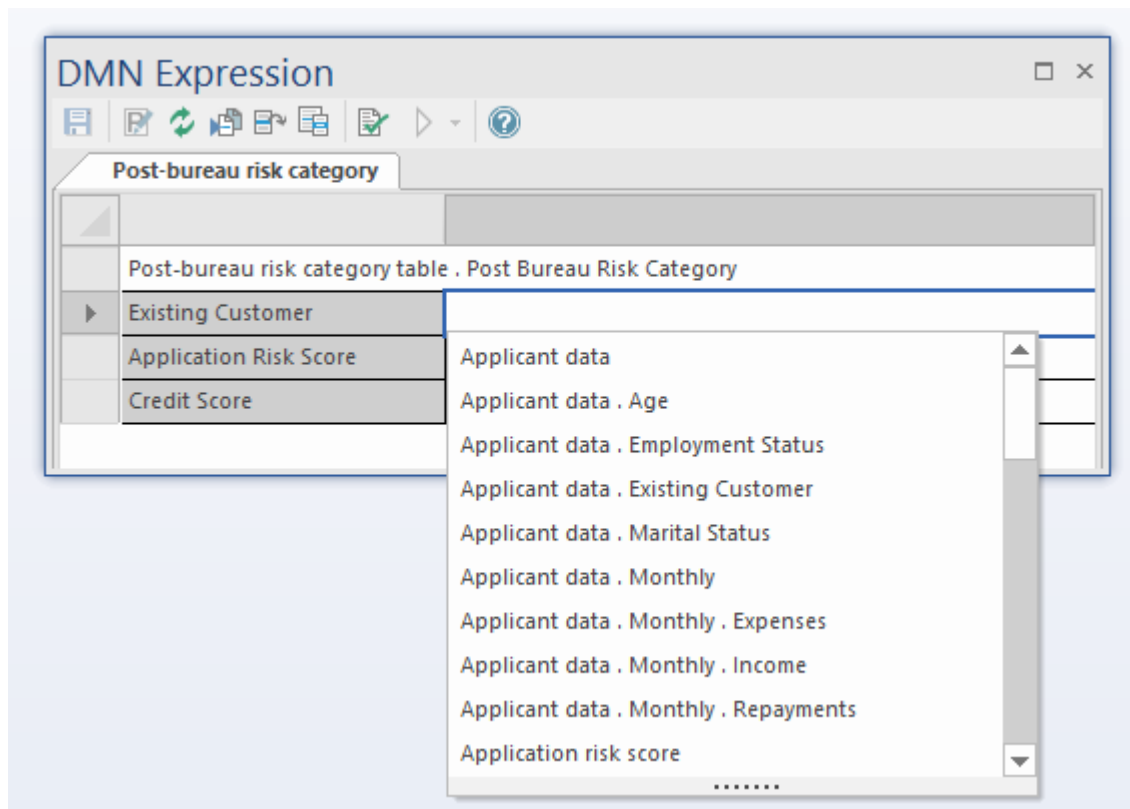 DMN Expression
Post-bureau risk category
Post-bureau risk category table . Post Bureau Risk Category
Existing Customer
Application Risk Score
Credit Score
Applicant data
Applicant data . Age
Applicant data . Employment Status
Applicant data . Existing Customer
Applicant data . Marital Status
Applicant data . Monthly
Applicant data . Monthly . Expenses
Applicant data . Monthly . Income
Applicant data . Monthly . Repayments
Application risk score